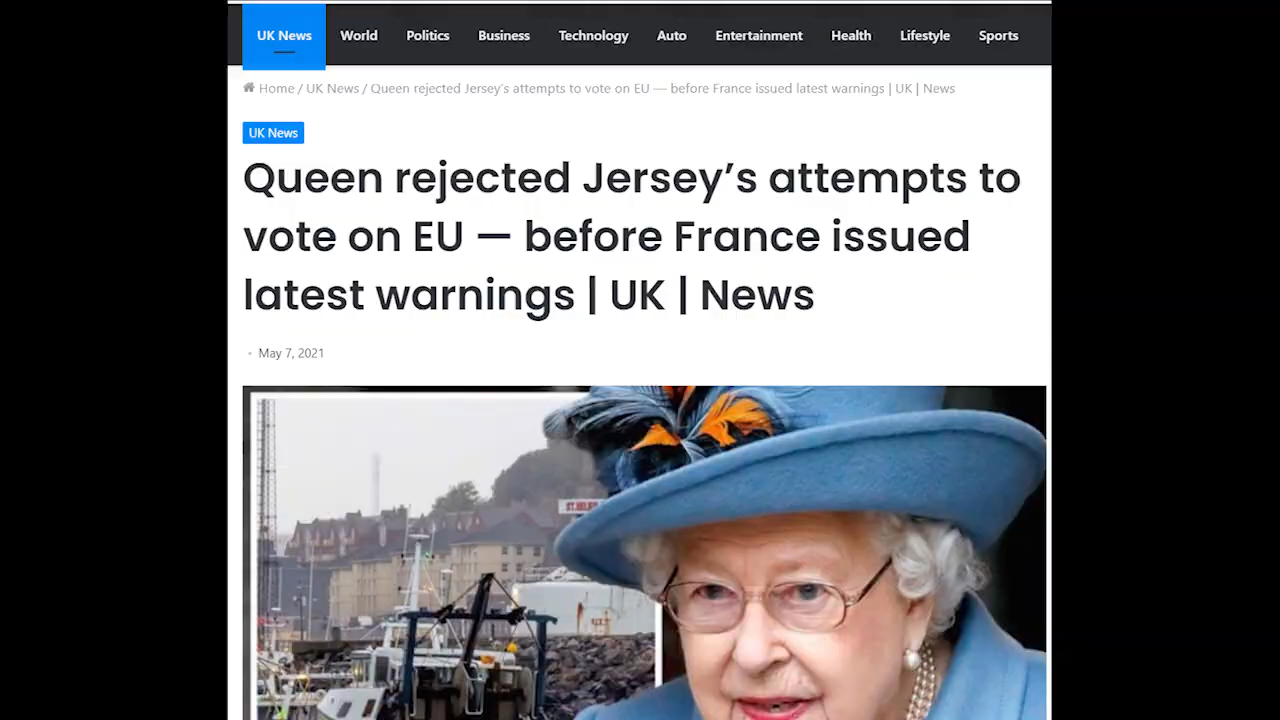 UK News World Politics Business Technology Auto Entertainment Health Lifestyle Sports
Home / UK News / Queen rejected Jersey's attempts to vote on EU — before France issued latest warnings | UK | News
UK News
Queen rejected Jersey’s attempts to
vote on EU — before France issued
latest warnings | UK | News
May 7, 2021
ST.HELIER